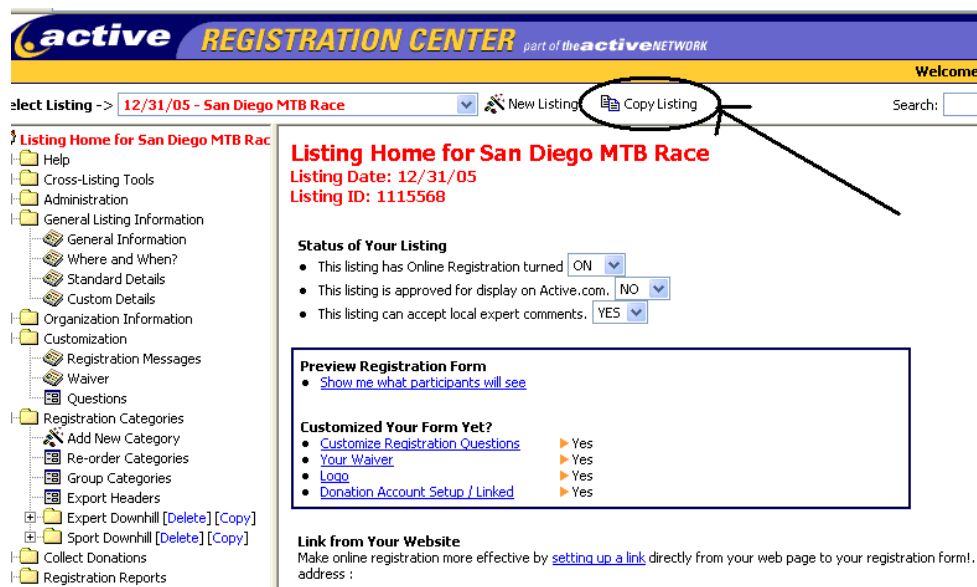 active REGISTRATION CENTER part of the active NETWORK
Welcome
elect Listing -> 12/31/05 - San Diego MTB Race New Listing Copy Listing Search:
Listing Home for San Diego MTB Rac
Help
Cross-Listing Tools
Administration
General Listing Information
General Information
Where and When?
Standard Details
Custom Details
Organization Information
Customization
Registration Messages
Waiver
Questions
Registration Categories
Add New Category
Re-order Categories
Group Categories
Export Headers
Expert Downhill [Delete] [Copy]
Sport Downhill [Delete] [Copy]
Collect Donations
Registration Reports
Listing Home for San Diego MTB Race
Listing Date: 12/31/05
Listing ID: 1115568
Status of Your Listing
• This listing has Online Registration turned ON
• This listing is approved for display on Active.com. NO
• This listing can accept local expert comments. YES
Preview Registration Form
• Show me what participants will see
Customized Your Form Yet?
• Customize Registration Questions Yes
• Your Waiver Yes
• Logo Yes
• Donation Account Setup / Linked Yes
Link from Your Website
Make online registration more effective by setting up a link directly from your web page to your registration form!.
address :